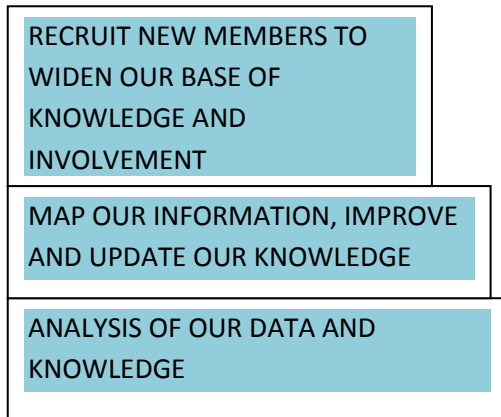 RECRUIT NEW MEMBERS TO
WIDEN OUR BASE OF
KNOWLEDGE AND
INVOLVEMENT
MAP OUR INFORMATION, IMPROVE
AND UPDATE OUR KNOWLEDGE
ANALYSIS OF OUR DATA AND
KNOWLEDGE